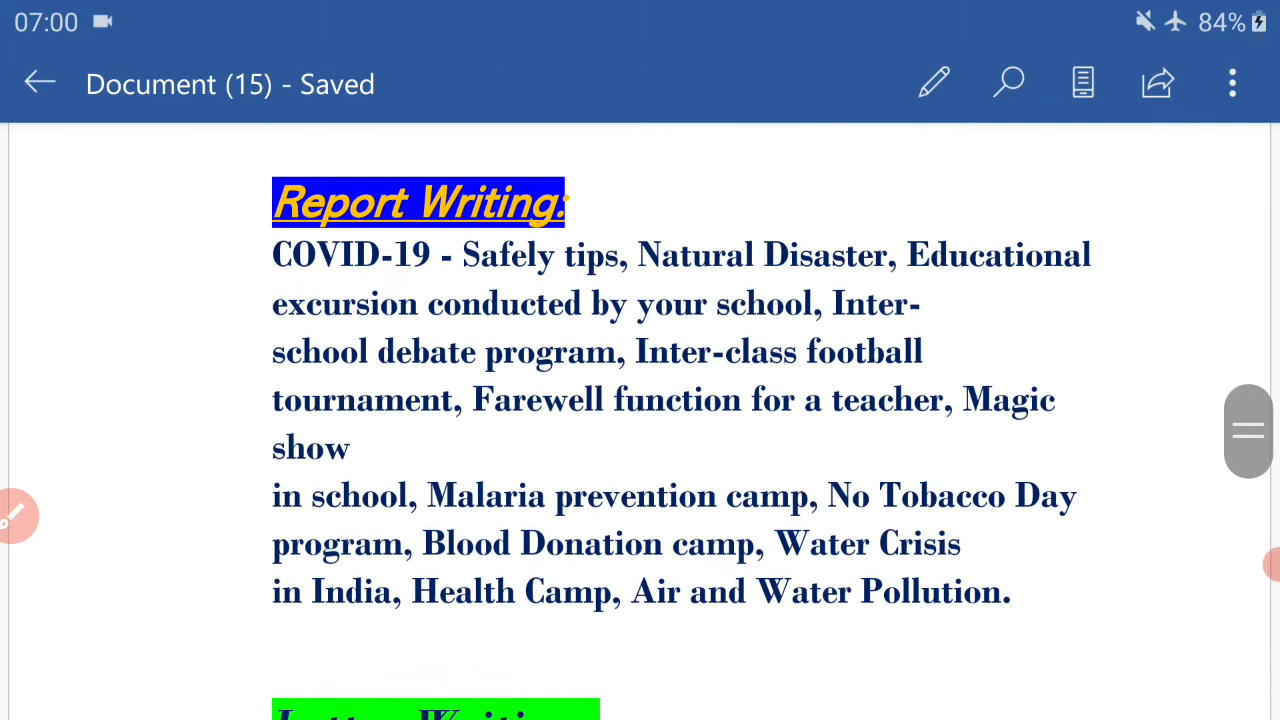 07:00
84%
Document (15) - Saved
Report Writing:
COVID-19 - Safely tips, Natural Disaster, Educational
excursion conducted by your school, Inter-
school debate program, Inter-class football
tournament, Farewell function for a teacher, Magic
show
in school, Malaria prevention camp, No Tobacco Day
program, Blood Donation camp, Water Crisis
in India, Health Camp, Air and Water Pollution.